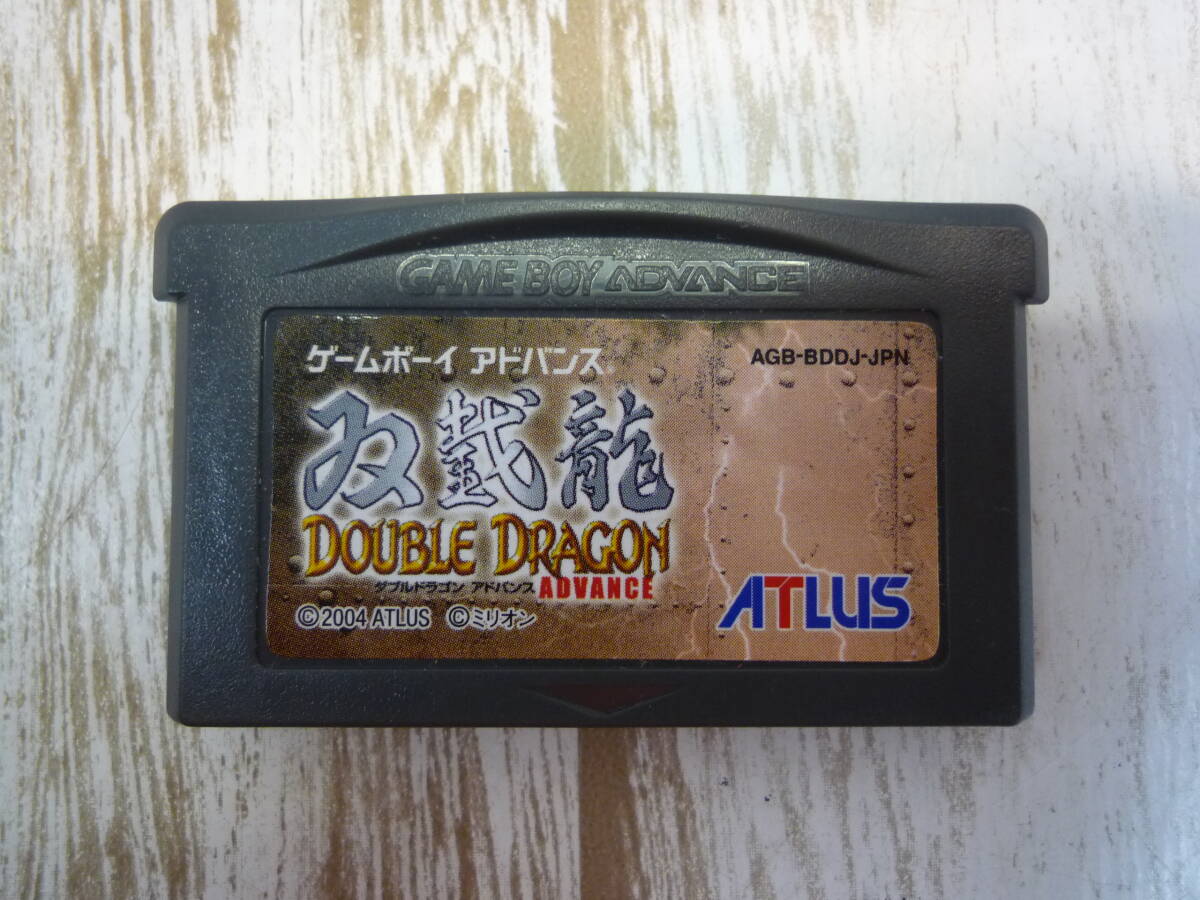 GAME BOY ADVANCE
ゲームボーイ アドバンス®
AGB-BDDJ-JPN
双截龍
DOUBLE DRAGON
ダブルドラゴン アドバンス ADVANCE
©2004 ATLUS ©ミリオン
ATLUS